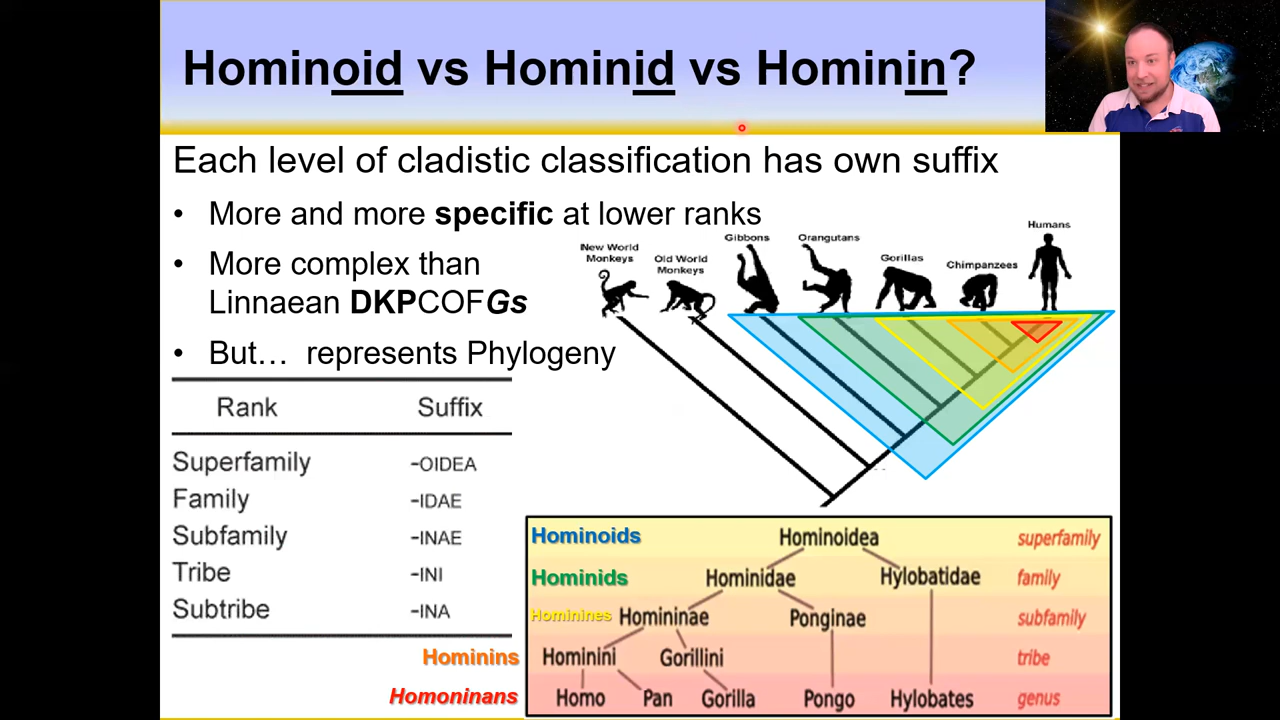 Hominoid vs Hominid vs Hominin?
Each level of cladistic classification has own suffix
• More and more specific at lower ranks
• More complex than
Linnaean DKPCOFGs
• But… represents Phylogeny
New World
Monkeys
Old World
Monkeys
Gibbons
Orangutans
Gorillas
Chimpanzees
Humans
Rank Suffix
Superfamily -OIDEA
Family -IDAE
Subfamily -INAE
Tribe -INI
Subtribe -INA
Hominoids Hominoidea superfamily
Hominids Hominidae Hylobatidae family
Hominines Homininae Ponginae subfamily
Hominins Hominini Gorillini tribe
Homoninans Homo Pan Gorilla Pongo Hylobates genus